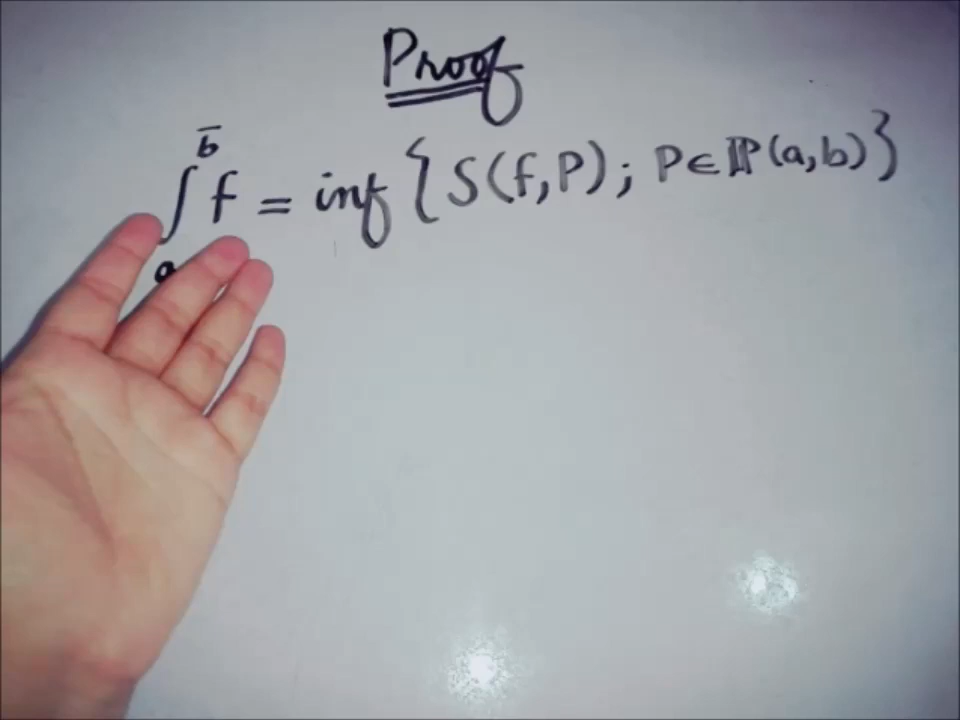 Proof
∫_a^b̄ f = inf { S(f,P) ; P ∈ ℙ(a,b) }